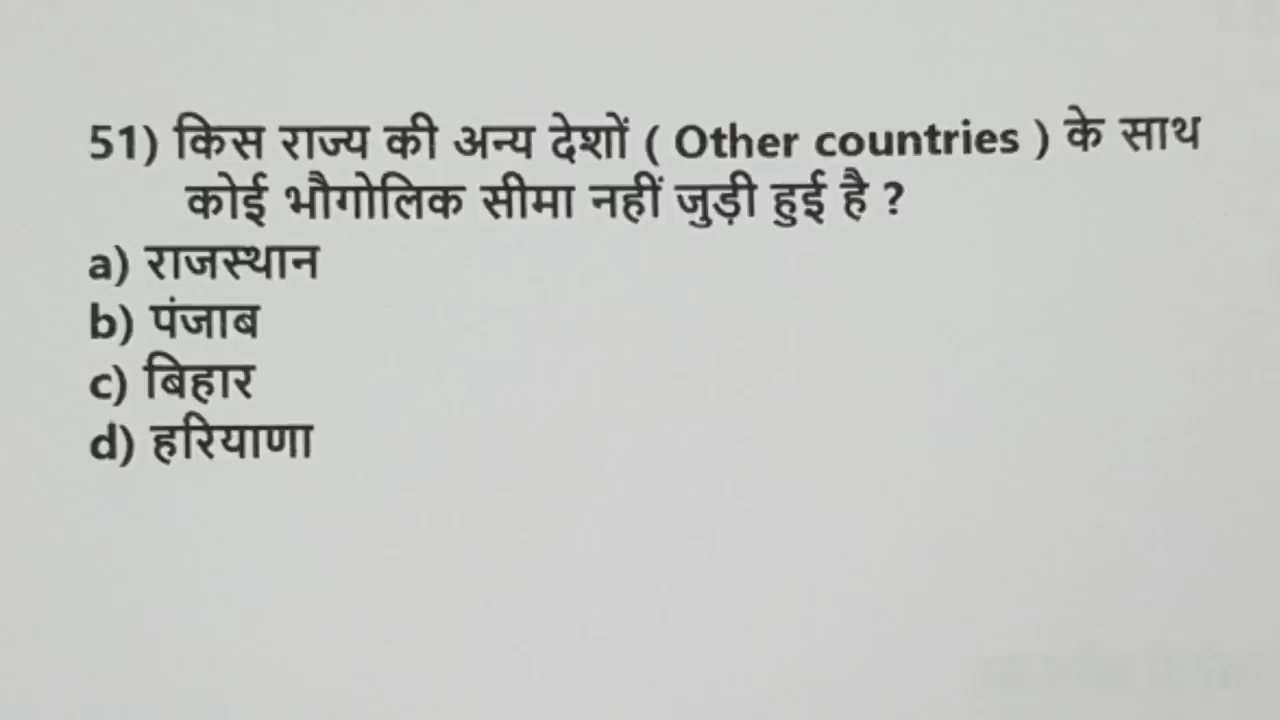 51) किस राज्य की अन्य देशों ( Other countries ) के साथ
कोई भौगोलिक सीमा नहीं जुड़ी हुई है ?
a) राजस्थान
b) पंजाब
c) बिहार
d) हरियाणा